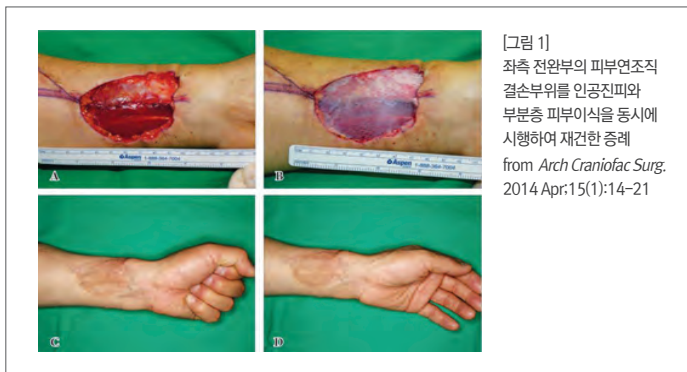 [그림 1]
좌측 전완부의 피부연조직
결손부위를 인공진피와
부분층 피부이식을 동시에
시행하여 재건한 증례
from Arch Craniofac Surg.
2014 Apr;15(1):14-21
A
Aspen
B
Aspen
C
D